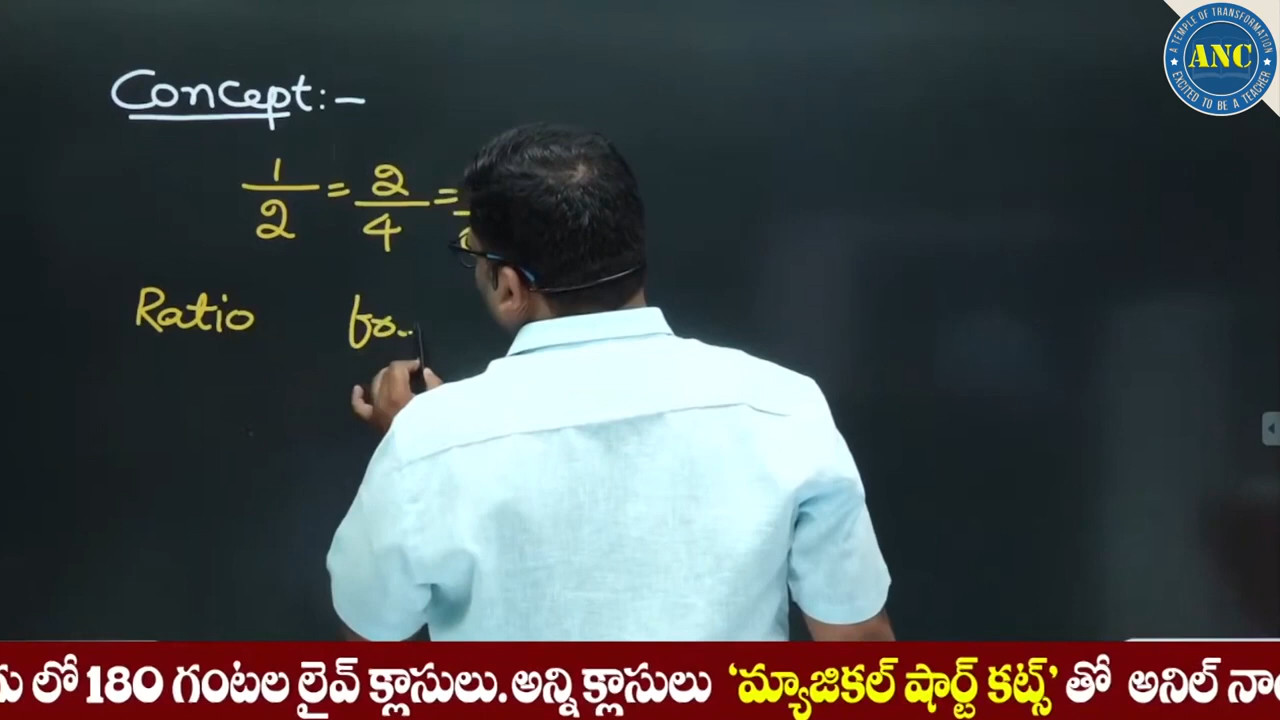 Concept:-
1/2 = 2/4 =
Ratio
A TEMPLE OF TRANSFORMATION
ANC
EXCITED TO BE A TEACHER
లో 180 గంటల లైవ్ క్లాసులు. అన్ని క్లాసులు 'మ్యాజికల్ షార్ట్ కట్స్' తో అనిల్